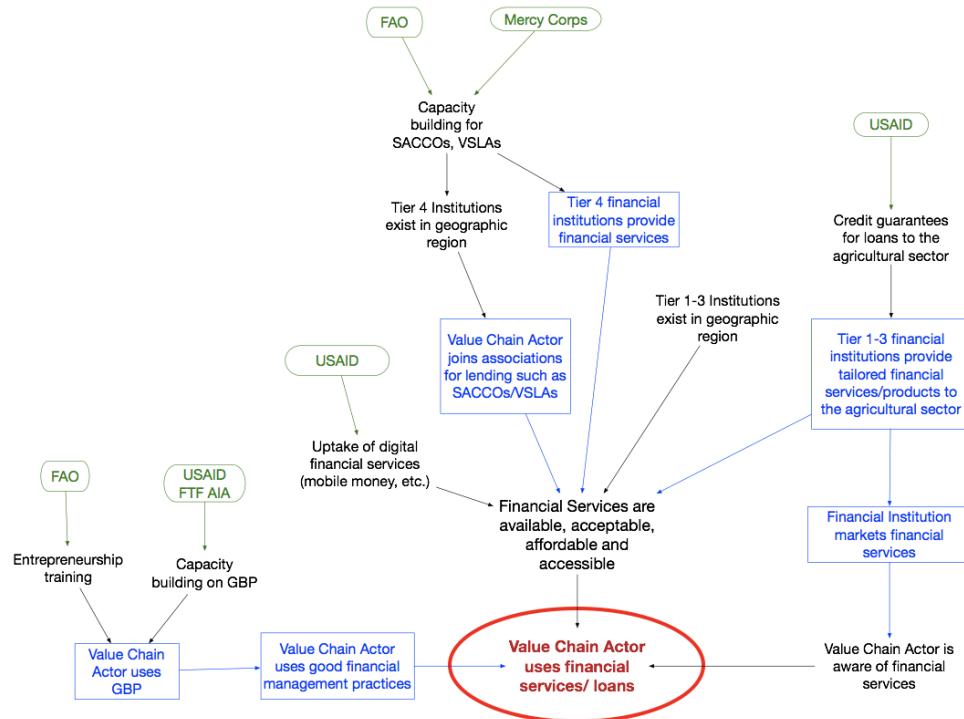 FAO
Mercy Corps
Capacity
building for
SACCOs, VSLAs
USAID
Tier 4 Institutions
exist in geographic
region
Tier 4 financial
institutions provide
financial services
Credit guarantees
for loans to the
agricultural sector
Tier 1-3 Institutions
exist in geographic
region
Value Chain Actor
joins associations
for lending such as
SACCOs/VSLAs
Tier 1-3 financial
institutions provide
tailored financial
services/products to
the agricultural sector
USAID
Uptake of digital
financial services
(mobile money, etc.)
FAO
USAID
FTF AIA
Financial Services are
available, acceptable,
affordable and
accessible
Financial Institution
markets financial
services
Entrepreneurship
training
Capacity
building on GBP
Value Chain
Actor uses
GBP
Value Chain Actor
uses good financial
management practices
Value Chain Actor
uses financial
services/ loans
Value Chain Actor is
aware of financial
services